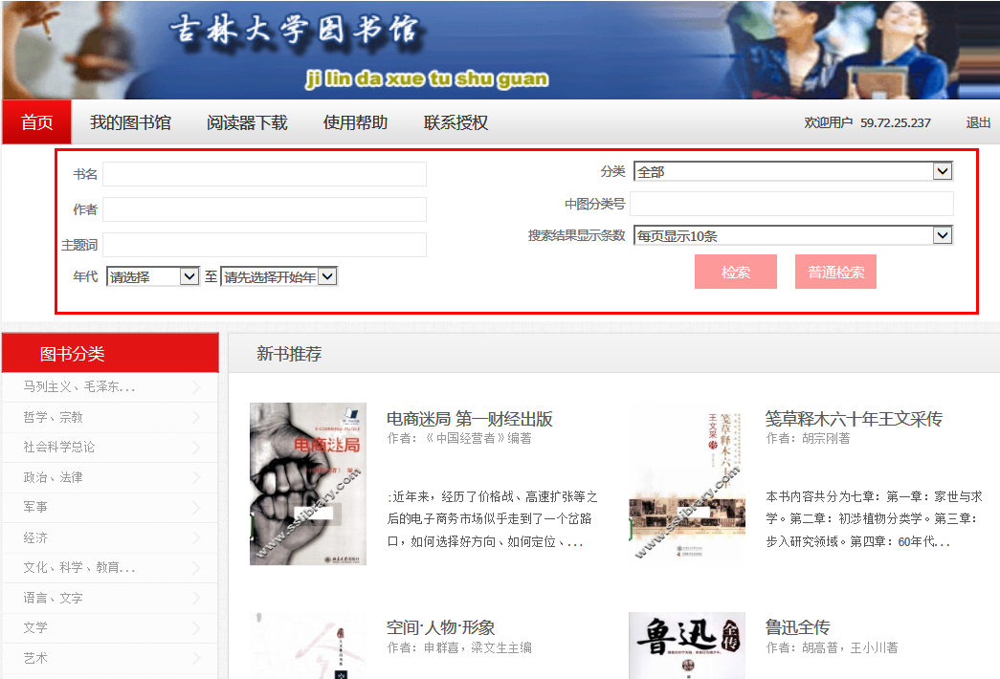 吉林大学图书馆
ji lin da xue tu shu guan
首页 我的图书馆 阅读器下载 使用帮助 联系授权 欢迎用户 59.72.25.237 退出
书名 分类 全部
作者 中图分类号
主题词 搜索结果显示条数 每页显示10条
年代 请选择 至 请先选择开始年
检索 普通检索
图书分类
马列主义、毛泽东...
哲学、宗教
社会科学总论
政治、法律
军事
经济
文化、科学、教育...
语言、文字
文学
艺术
新书推荐
电商迷局
www.sslibrary.com
电商迷局 第一财经出版
作者：《中国经营者》编著
:近年来，经历了价格战、高速扩张等之
后的电子商务市场似乎走到了一个岔路
口，如何选择好方向、如何定位、...
笺草释木六十年
王文采
www.sslibrary.com
笺草释木六十年王文采传
作者：胡宗刚著
本书内容共分为七章：第一章：家世与求
学。第二章：初涉植物分类学。第三章：
步入研究领域。第四章：60年代...
空间·人物·形象
作者：申群喜，梁文生主编
鲁迅全传
鲁迅全传
作者：胡高普，王小川著